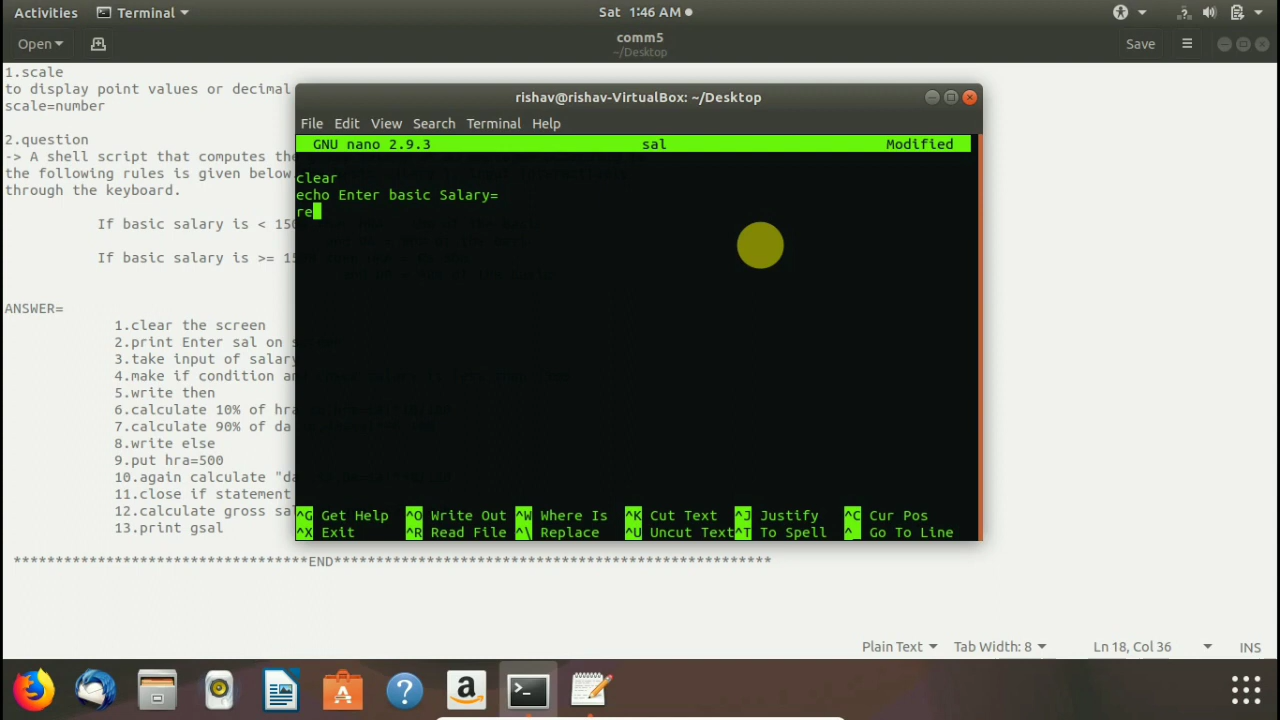 Activities Terminal Sat 1:46 AM
Open comm5 Save
~/Desktop
1.scale
to display point values or decimal
scale=number
2.question
-> A shell script that computes the
the following rules is given below
through the keyboard.
If basic salary is < 150
If basic salary is >= 15
ANSWER=
1.clear the screen
2.print Enter sal on s
3.take input of salary
4.make if condition an
5.write then
6.calculate 10% of hra
7.calculate 90% of da
8.write else
9.put hra=500
10.again calculate "da
11.close if statement
12.calculate gross sal
13.print gsal
***********************************END****************************************************
rishav@rishav-VirtualBox: ~/Desktop
File Edit View Search Terminal Help
GNU nano 2.9.3 sal Modified
clear
echo Enter basic Salary=
re
^G Get Help ^O Write Out ^W Where Is ^K Cut Text ^J Justify ^C Cur Pos
^X Exit ^R Read File ^\ Replace ^U Uncut Text ^T To Spell ^_ Go To Line
Plain Text Tab Width: 8 Ln 18, Col 36 INS